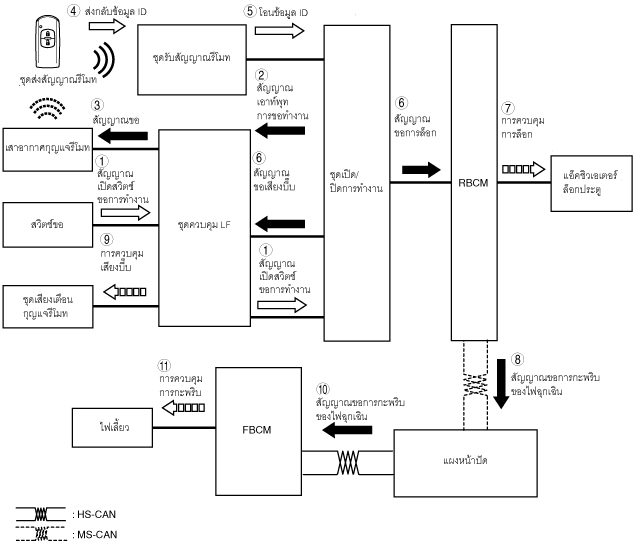 ④ ส่งกลับข้อมูล ID
⑤ โอนข้อมูล ID
ชุดส่งสัญญาณรีโมท
ชุดรับสัญญาณรีโมท
②
สัญญาณ
เอาท์พุท
การขอทำงาน
③
สัญญาณขอ
เสาอากาศกุญแจรีโมท
①
สัญญาณ
เปิดสวิตช์
ขอการทำงาน
สวิตช์ขอ
⑨
การควบคุม
เสียงบี๊บ
ชุดเสียงเตือน
กุญแจรีโมท
ชุดควบคุม LF
⑥
สัญญาณ
ขอเสียงบี๊บ
①
สัญญาณ
เปิดสวิตช์
ขอการทำงาน
ชุดเปิด/
ปิดการทำงาน
⑥
สัญญาณ
ขอการล็อก
RBCM
⑦
การควบคุม
การล็อก
แอ็คชิวเอเตอร์
ล็อกประตู
⑧
สัญญาณขอการกะพริบ
ของไฟฉุกเฉิน
⑪
การควบคุม
การกะพริบ
ไฟเลี้ยว
FBCM
⑩
สัญญาณขอการกะพริบ
ของไฟฉุกเฉิน
แผงหน้าปัด
: HS-CAN
: MS-CAN